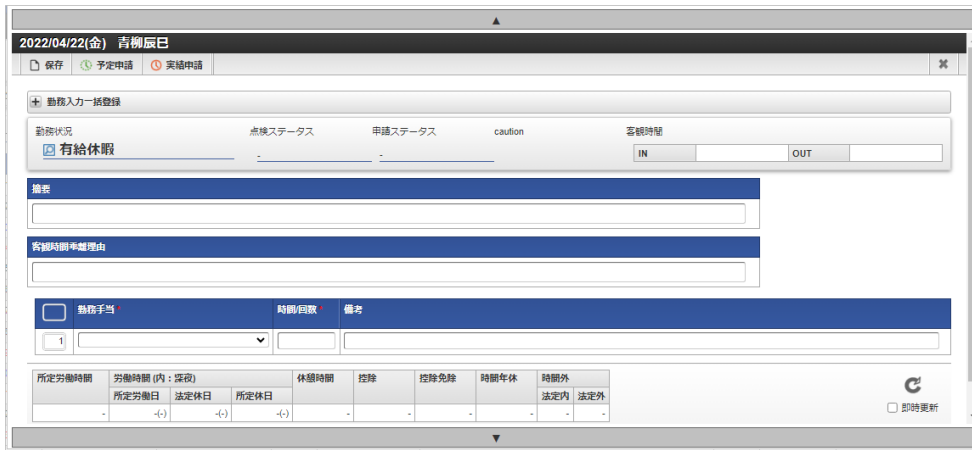 ▲
2022/04/22(金) 青柳辰巳
保存 予定申請 実績申請
勤務入力一括登録
勤務状況 点検ステータス 申請ステータス caution 客観時間
有給休暇 - - IN OUT
摘要
客観時間乖離理由
勤務手当* 時間/回数* 備考
1
所定労働時間 労働時間 (内：深夜) 休憩時間 控除 控除免除 時間年休 時間外
所定労働日 法定休日 所定休日 法定内 法定外
- -(-) -(-) -(-) - - - - - -
即時更新
▼